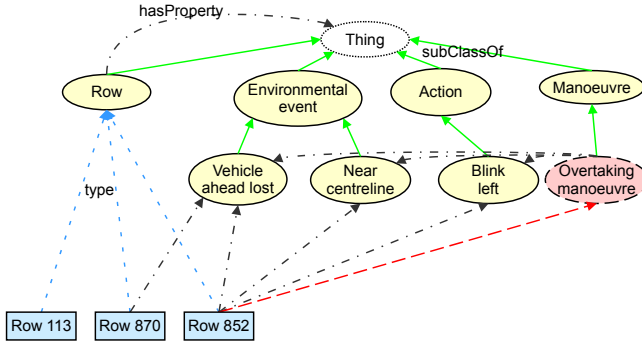 hasProperty
Thing
subClassOf
Row
Environmental
event
Action
Manoeuvre
Vehicle
ahead lost
Near
centreline
Blink
left
Overtaking
manoeuvre
type
Row 113
Row 870
Row 852